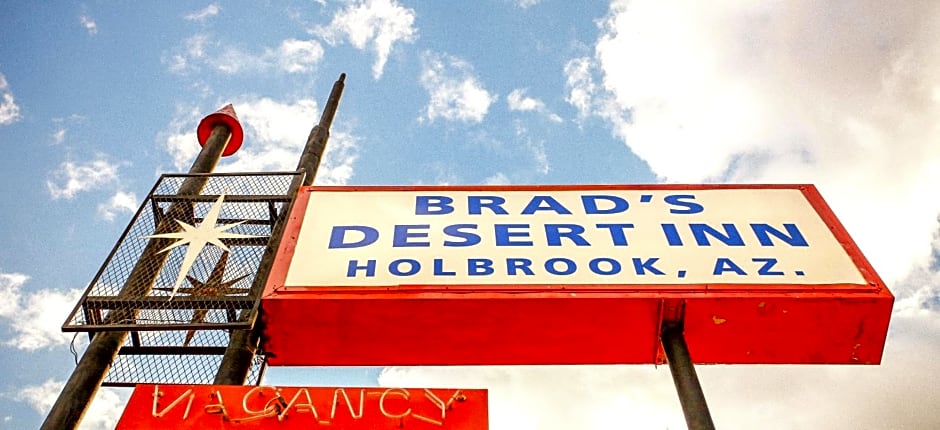 BRAD'S
DESERT INN
HOLBROOK, AZ.
VACANCY